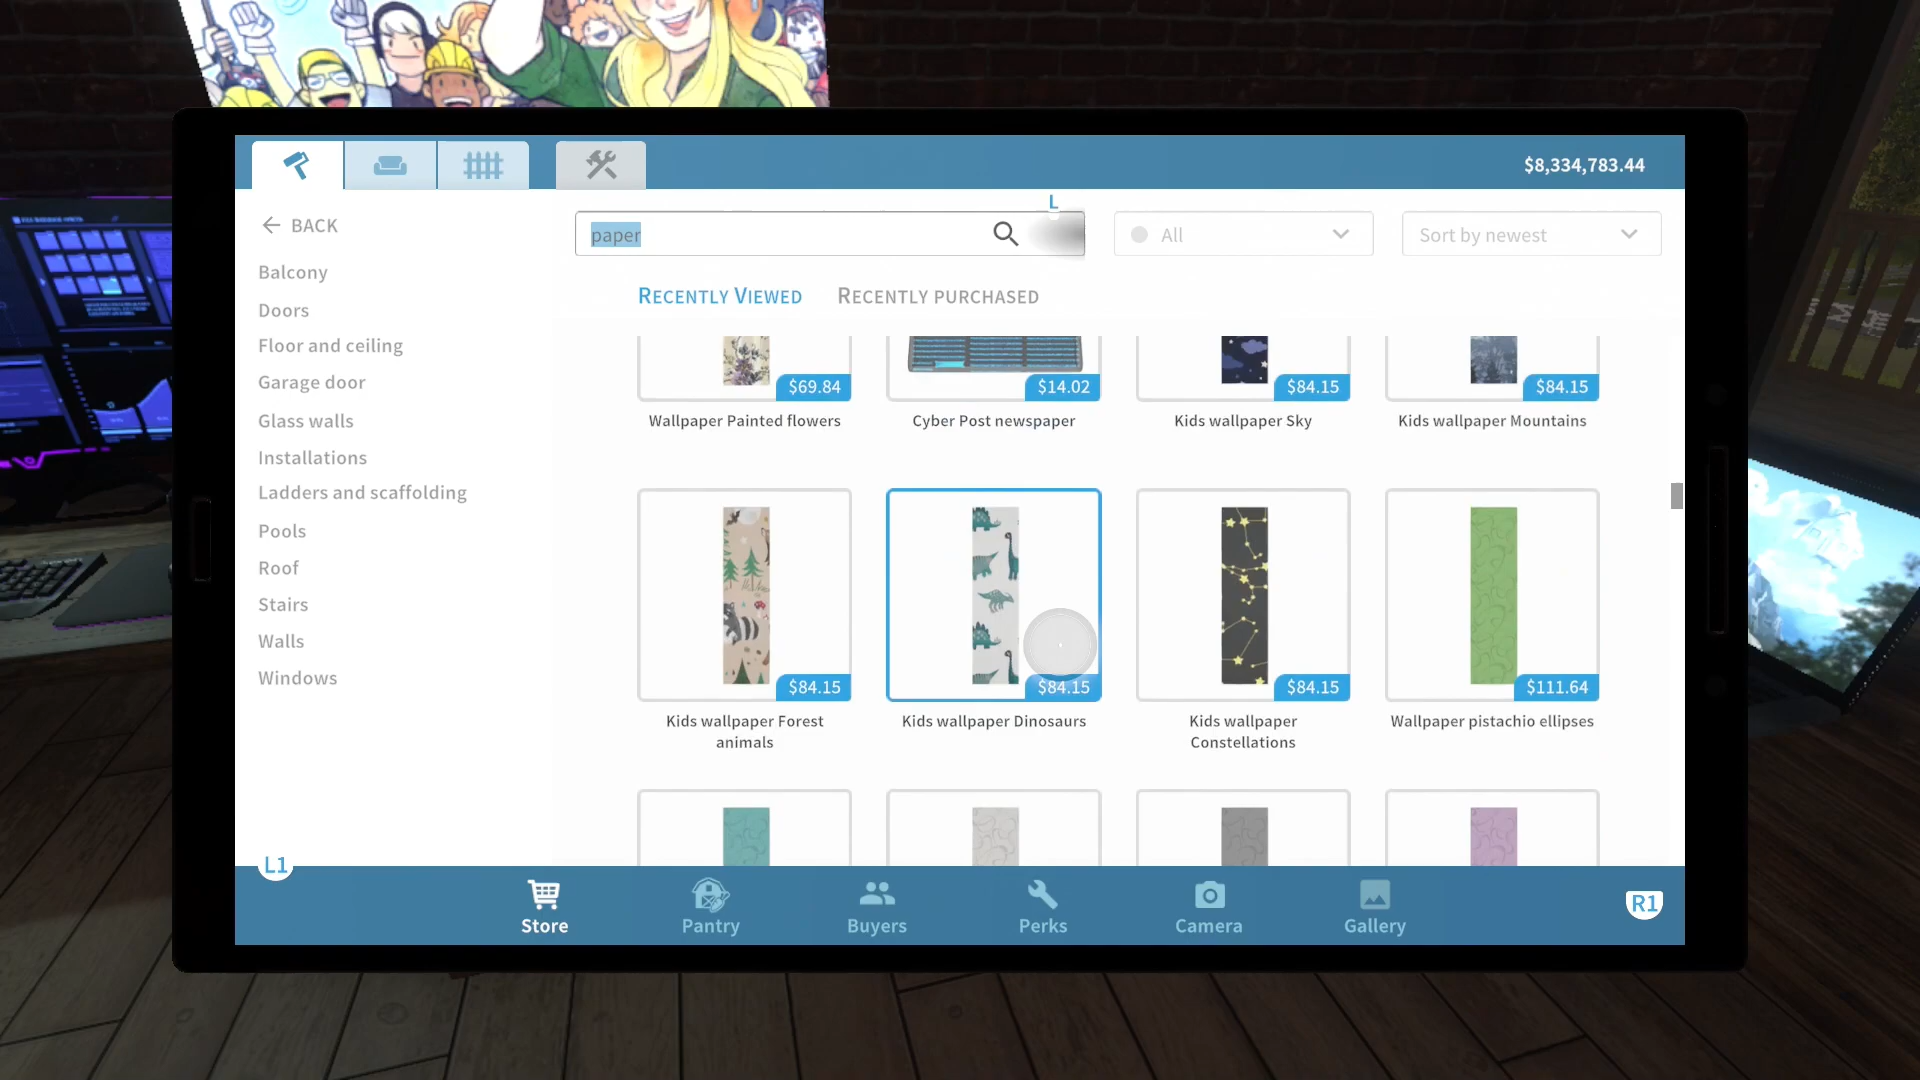 $8,334,783.44
BACK
L
paper
All
Sort by newest
RECENTLY VIEWED
RECENTLY PURCHASED
Balcony
Doors
Floor and ceiling
Garage door
Glass walls
Installations
Ladders and scaffolding
Pools
Roof
Stairs
Walls
Windows
$69.84
$14.02
$84.15
$84.15
Wallpaper Painted flowers
Cyber Post newspaper
Kids wallpaper Sky
Kids wallpaper Mountains
$84.15
$84.15
$84.15
$111.64
Kids wallpaper Forest
animals
Kids wallpaper Dinosaurs
Kids wallpaper
Constellations
Wallpaper pistachio ellipses
L1
Store
Pantry
Buyers
Perks
Camera
Gallery
R1